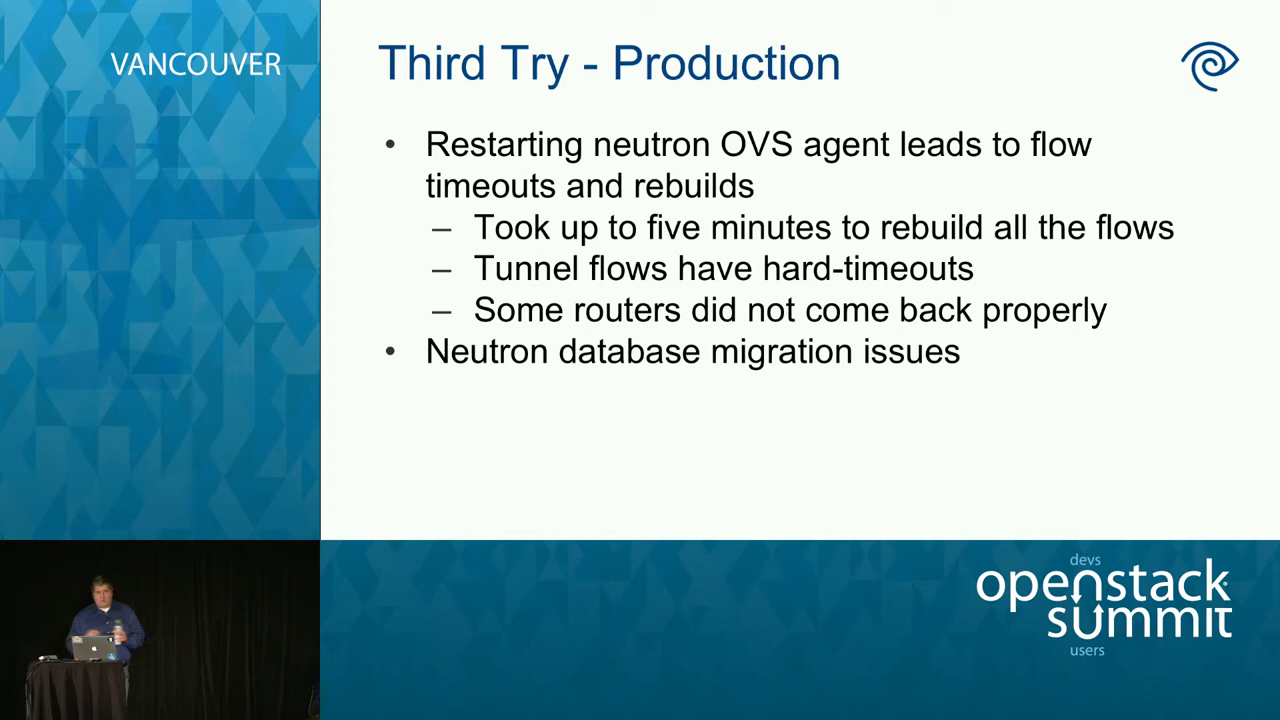 VANCOUVER
Third Try - Production
• Restarting neutron OVS agent leads to flow
timeouts and rebuilds
– Took up to five minutes to rebuild all the flows
– Tunnel flows have hard-timeouts
– Some routers did not come back properly
• Neutron database migration issues
devs
openstack
summit
users